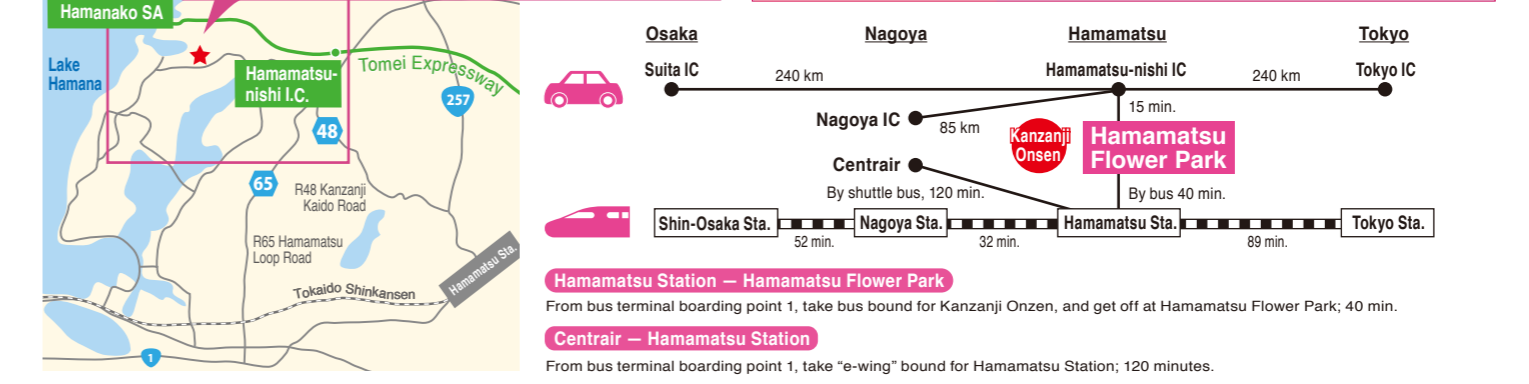 Hamanako SA
Lake
Hamana
Hamamatsu-
nishi I.C.
Tomei Expressway
257
48
65
R48 Kanzanji
Kaido Road
R65 Hamamatsu
Loop Road
Hamamatsu Sta.
Tokaido Shinkansen
1
Osaka
Nagoya
Hamamatsu
Tokyo
Suita IC
240 km
Hamamatsu-nishi IC
240 km
Tokyo IC
15 min.
Nagoya IC
85 km
Kanzanji
Onsen
Hamamatsu
Flower Park
Centrair
By shuttle bus, 120 min.
By bus 40 min.
Shin-Osaka Sta.
Nagoya Sta.
Hamamatsu Sta.
Tokyo Sta.
52 min.
32 min.
89 min.
Hamamatsu Station — Hamamatsu Flower Park
From bus terminal boarding point 1, take bus bound for Kanzanji Onzen, and get off at Hamamatsu Flower Park; 40 min.
Centrair — Hamamatsu Station
From bus terminal boarding point 1, take “e-wing” bound for Hamamatsu Station; 120 minutes.